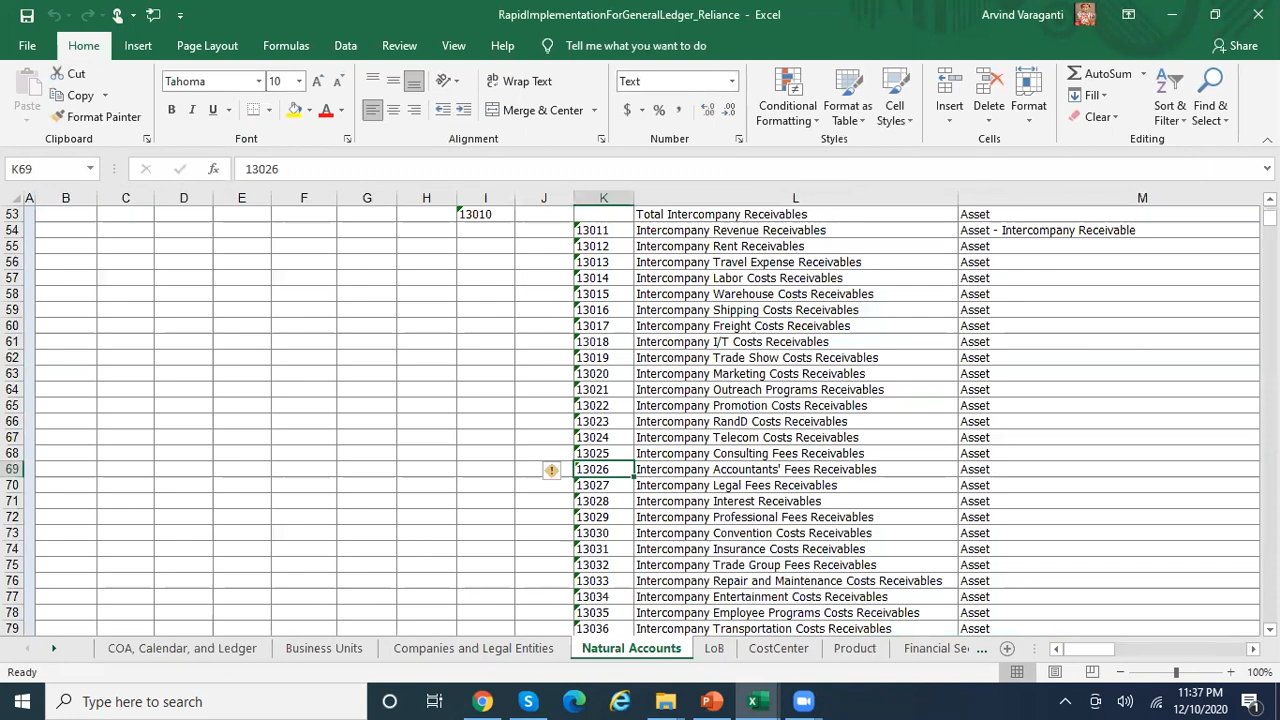 RapidImplementationForGeneralLedger_Reliance - Excel
Arvind Varaganti
File Home Insert Page Layout Formulas Data Review View Help Tell me what you want to do Share
Cut
Copy
Format Painter
Paste
Clipboard
Tahoma 10
B I U
Font
Wrap Text
Merge & Center
Alignment
Text
$ % ,
Number
Conditional Formatting
Format as Table
Cell Styles
Styles
Insert Delete Format
Cells
AutoSum
Fill
Clear
Sort & Filter
Find & Select
Editing
K69 fx 13026
A B C D E F G H I J K L M
53 13010 Total Intercompany Receivables Asset
54 13011 Intercompany Revenue Receivables Asset - Intercompany Receivable
55 13012 Intercompany Rent Receivables Asset
56 13013 Intercompany Travel Expense Receivables Asset
57 13014 Intercompany Labor Costs Receivables Asset
58 13015 Intercompany Warehouse Costs Receivables Asset
59 13016 Intercompany Shipping Costs Receivables Asset
60 13017 Intercompany Freight Costs Receivables Asset
61 13018 Intercompany I/T Costs Receivables Asset
62 13019 Intercompany Trade Show Costs Receivables Asset
63 13020 Intercompany Marketing Costs Receivables Asset
64 13021 Intercompany Outreach Programs Receivables Asset
65 13022 Intercompany Promotion Costs Receivables Asset
66 13023 Intercompany RandD Costs Receivables Asset
67 13024 Intercompany Telecom Costs Receivables Asset
68 13025 Intercompany Consulting Fees Receivables Asset
69 13026 Intercompany Accountants' Fees Receivables Asset
70 13027 Intercompany Legal Fees Receivables Asset
71 13028 Intercompany Interest Receivables Asset
72 13029 Intercompany Professional Fees Receivables Asset
73 13030 Intercompany Convention Costs Receivables Asset
74 13031 Intercompany Insurance Costs Receivables Asset
75 13032 Intercompany Trade Group Fees Receivables Asset
76 13033 Intercompany Repair and Maintenance Costs Receivables Asset
77 13034 Intercompany Entertainment Costs Receivables Asset
78 13035 Intercompany Employee Programs Costs Receivables Asset
79 13036 Intercompany Transportation Costs Receivables Asset
COA, Calendar, and Ledger Business Units Companies and Legal Entities Natural Accounts LoB CostCenter Product Financial Sec ...
Ready 100%
Type here to search
11:37 PM
12/10/2020